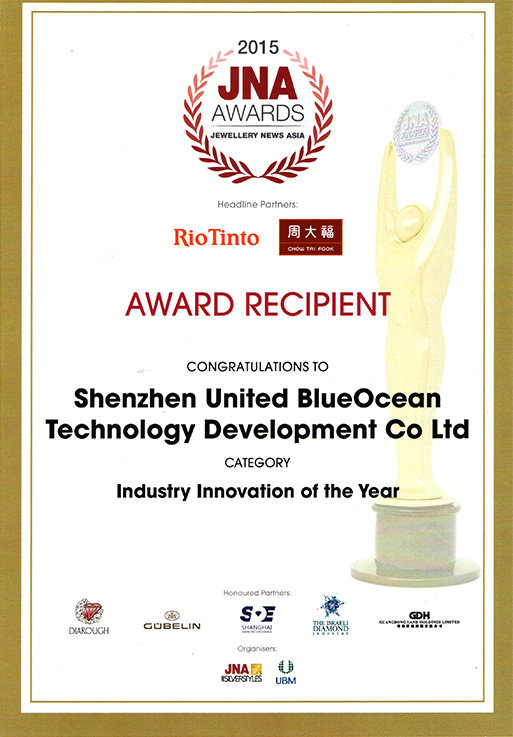 2015
JNA
AWARDS
JEWELLERY NEWS ASIA
JNA
AWARDS
Headline Partners:
RioTinto
周大福
CHOW TAI FOOK
AWARD RECIPIENT
CONGRATULATIONS TO
Shenzhen United BlueOcean
Technology Development Co Ltd
CATEGORY
Industry Innovation of the Year
Honoured Partners:
DIAROUGH
GÜBELIN
SDE
SHANGHAI
DIAMOND EXCHANGE
THE ISRAELI
DIAMOND
INDUSTRY
GDH
GUANGDONG LAND HOLDINGS LIMITED
Organisers:
JNA
SILVERSTYLES
UBM